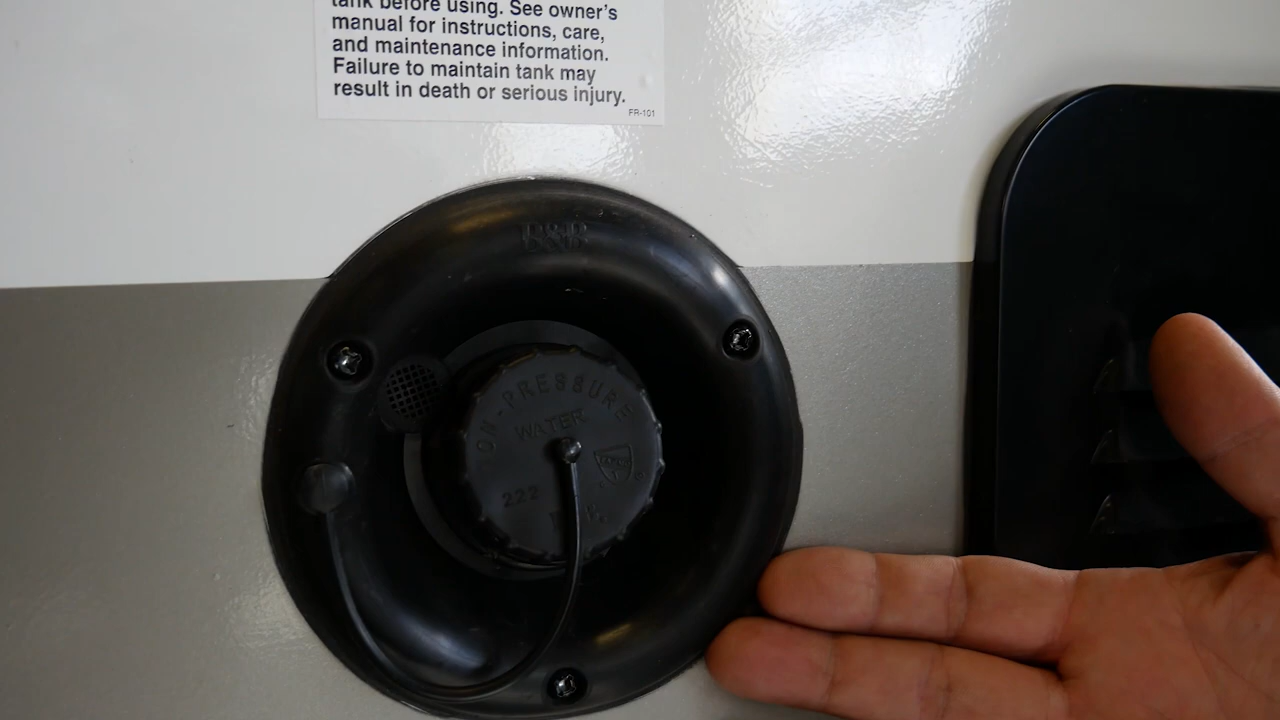 tank before using. See owner's
manual for instructions, care,
and maintenance information.
Failure to maintain tank may
result in death or serious injury.
FR-101
B&B
ON-PRESSURE
WATER
222